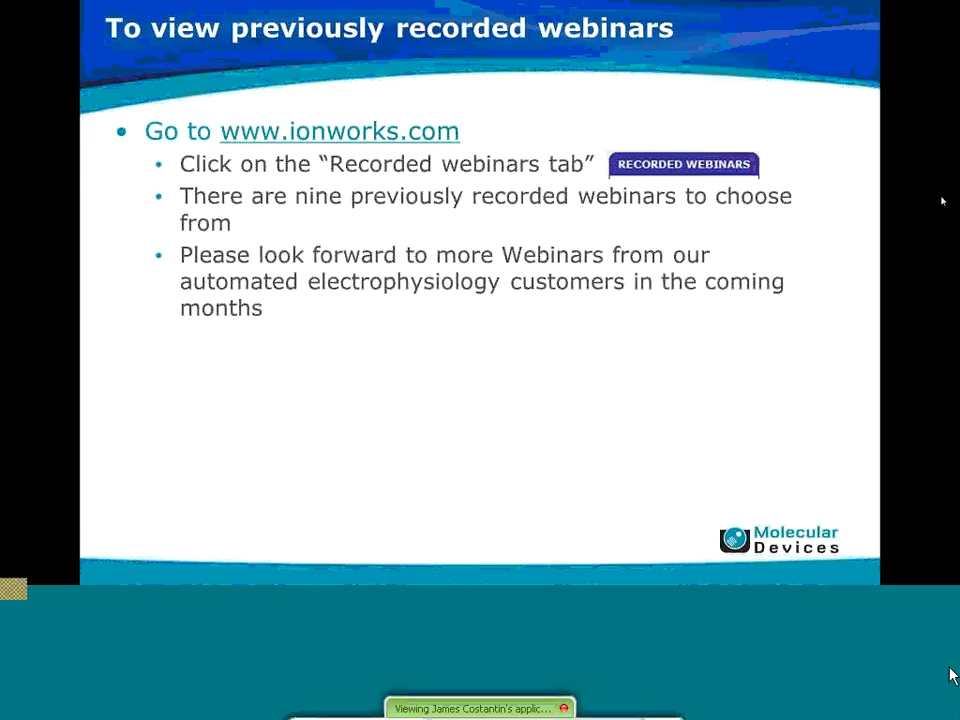 To view previously recorded webinars
• Go to www.ionworks.com
• Click on the “Recorded webinars tab” RECORDED WEBINARS
• There are nine previously recorded webinars to choose
from
• Please look forward to more Webinars from our
automated electrophysiology customers in the coming
months
Molecular
Devices
Viewing James Costantin's applic...